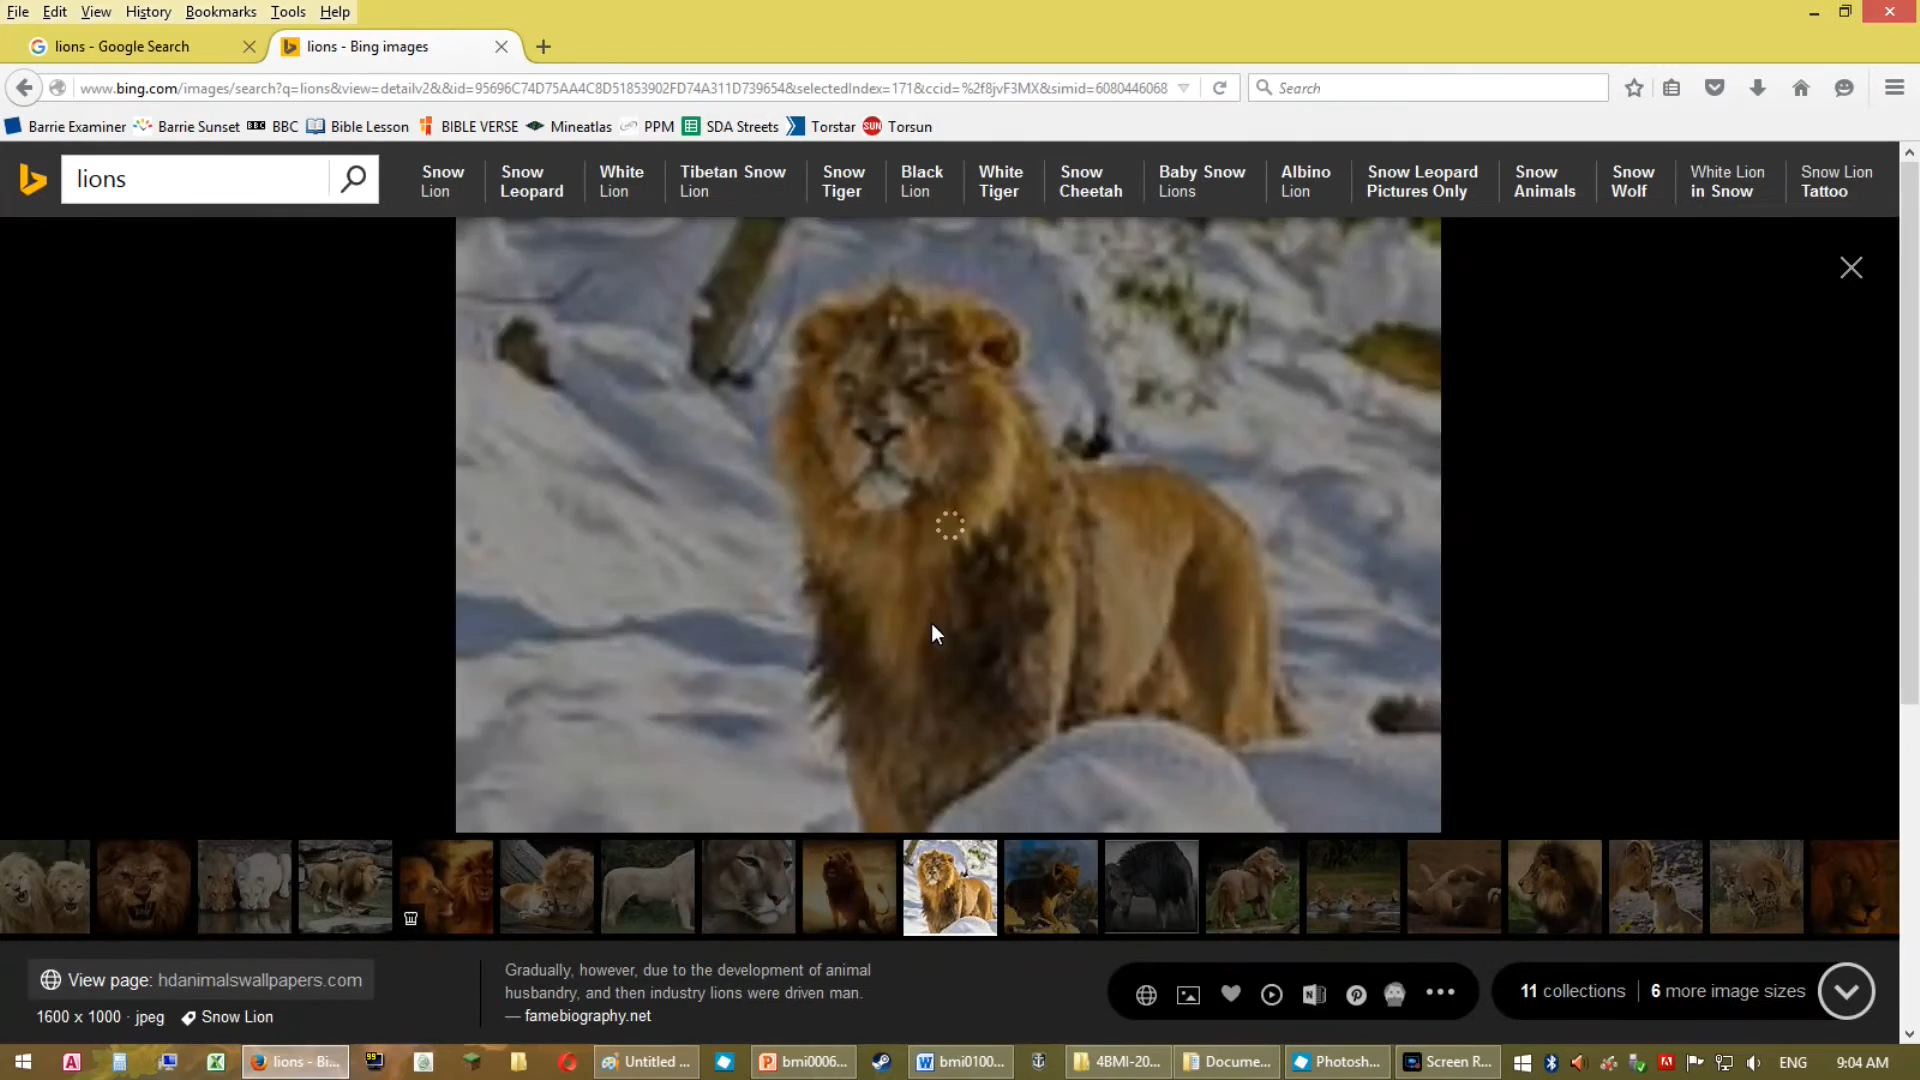 File Edit View History Bookmarks Tools Help
lions - Google Search
lions - Bing images
www.bing.com/images/search?q=lions&view=detailv2&&id=95696C74D75AA4C8D51853902FD74A311D739654&selectedIndex=171&ccid=%2f8jvF3MX&simid=6080446068
Search
Barrie Examiner Barrie Sunset BBC BBC Bible Lesson BIBLE VERSE Mineatlas PPM SDA Streets Torstar SUN Torsun
lions
Snow Lion
Snow Leopard
White Lion
Tibetan Snow Lion
Snow Tiger
Black Lion
White Tiger
Snow Cheetah
Baby Snow Lions
Albino Lion
Snow Leopard Pictures Only
Snow Animals
Snow Wolf
White Lion in Snow
Snow Lion Tattoo
View page: hdanimalswallpapers.com
1600 x 1000 · jpeg Snow Lion
Gradually, however, due to the development of animal
husbandry, and then industry lions were driven man.
— famebiography.net
11 collections 6 more image sizes
lions - Bi... 99 Untitled ... bmi0006... bmi0100... 4BMI-20... Docume... Photosh... Screen R... ENG 9:04 AM